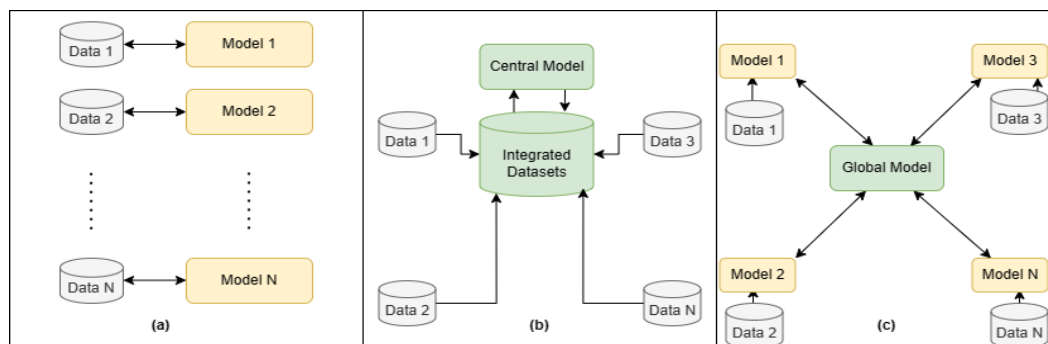 Data 1
Model 1
Data 2
Model 2
Data N
Model N
(a)
Central Model
Data 1
Integrated
Datasets
Data 3
Data 2
Data N
(b)
Model 1
Model 3
Data 1
Data 3
Global Model
Model 2
Model N
Data 2
Data N
(c)